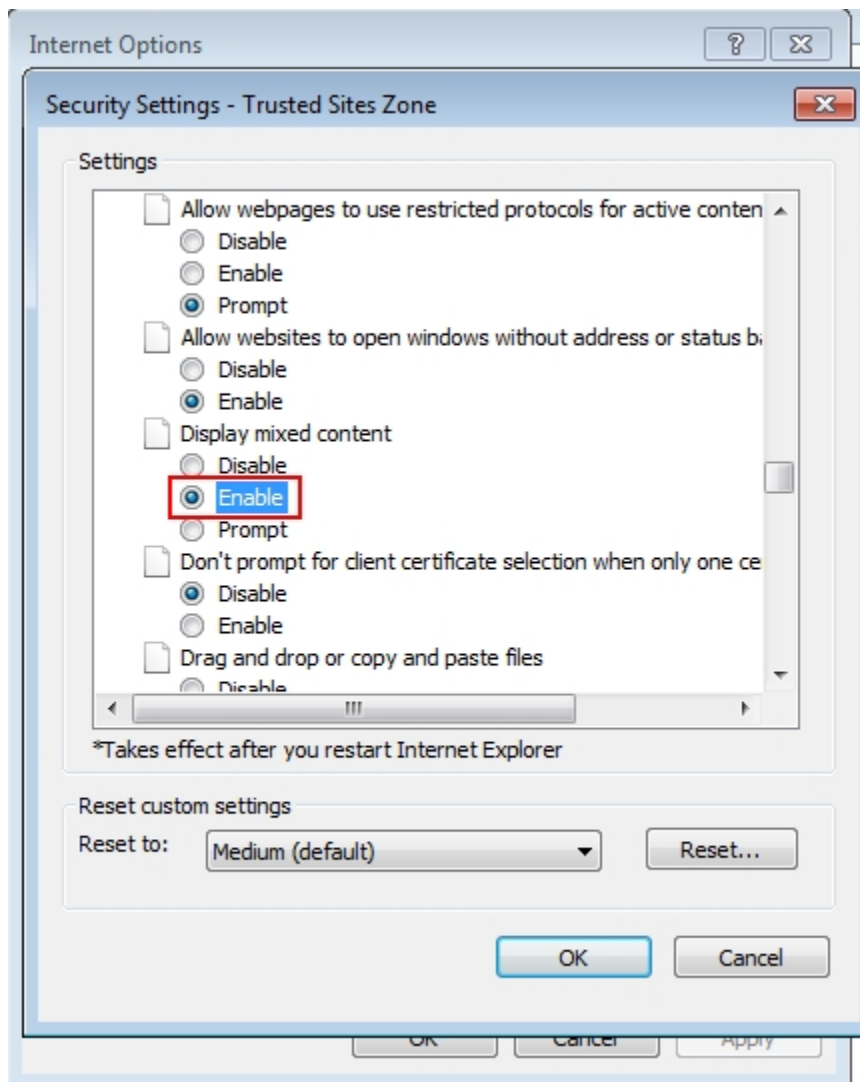 Internet Options
Security Settings - Trusted Sites Zone
Settings
Allow webpages to use restricted protocols for active conten
Disable
Enable
Prompt
Allow websites to open windows without address or status ba
Disable
Enable
Display mixed content
Disable
Enable
Prompt
Don't prompt for client certificate selection when only one ce
Disable
Enable
Drag and drop or copy and paste files
Disable
*Takes effect after you restart Internet Explorer
Reset custom settings
Reset to: Medium (default) Reset...
OK Cancel
OK Cancel Apply